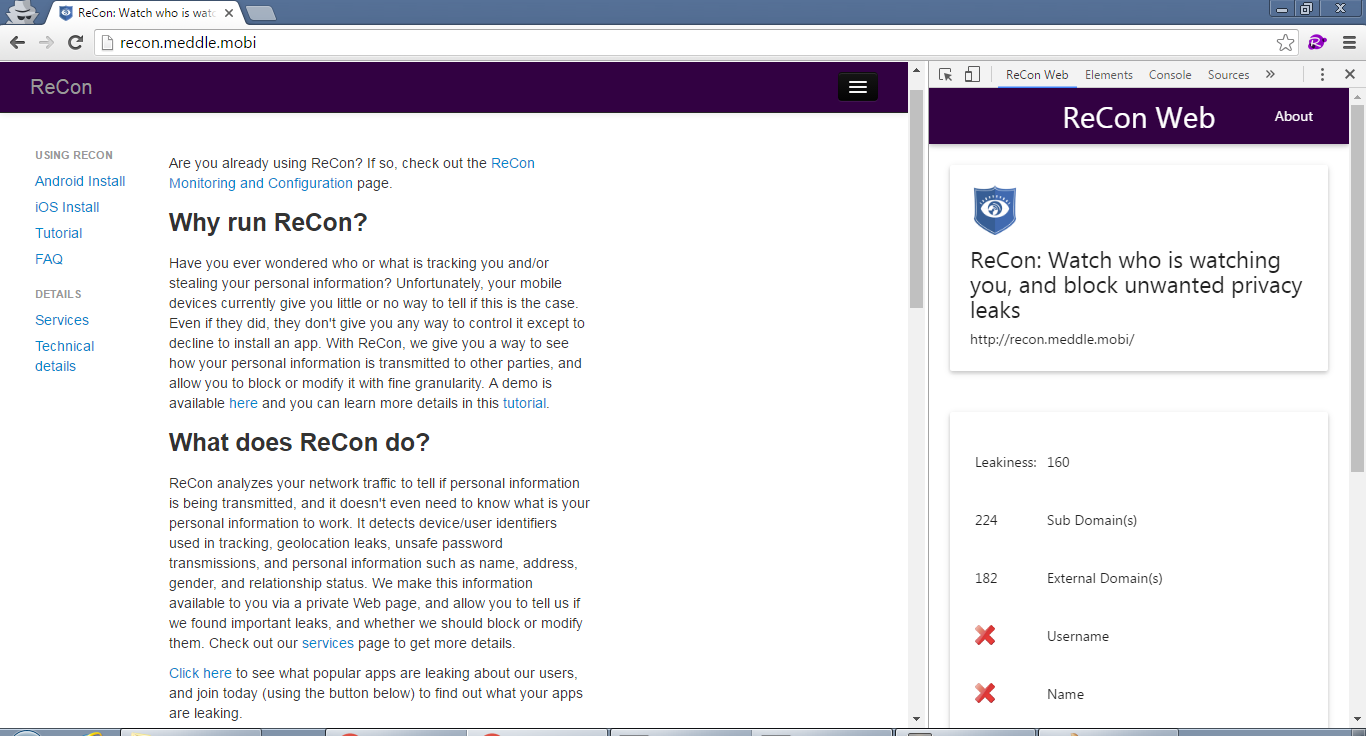 ReCon: Watch who is wat
recon.meddle.mobi
ReCon
USING RECON
Android Install
iOS Install
Tutorial
FAQ
DETAILS
Services
Technical
details
Are you already using ReCon? If so, check out the ReCon
Monitoring and Configuration page.
Why run ReCon?
Have you ever wondered who or what is tracking you and/or
stealing your personal information? Unfortunately, your mobile
devices currently give you little or no way to tell if this is the case.
Even if they did, they don't give you any way to control it except to
decline to install an app. With ReCon, we give you a way to see
how your personal information is transmitted to other parties, and
allow you to block or modify it with fine granularity. A demo is
available here and you can learn more details in this tutorial.
What does ReCon do?
ReCon analyzes your network traffic to tell if personal information
is being transmitted, and it doesn't even need to know what is your
personal information to work. It detects device/user identifiers
used in tracking, geolocation leaks, unsafe password
transmissions, and personal information such as name, address,
gender, and relationship status. We make this information
available to you via a private Web page, and allow you to tell us if
we found important leaks, and whether we should block or modify
them. Check out our services page to get more details.
Click here to see what popular apps are leaking about our users,
and join today (using the button below) to find out what your apps
are leaking.
ReCon Web Elements Console Sources
ReCon Web About
ReCon: Watch who is watching
you, and block unwanted privacy
leaks
http://recon.meddle.mobi/
Leakiness: 160
224 Sub Domain(s)
182 External Domain(s)
Username
Name